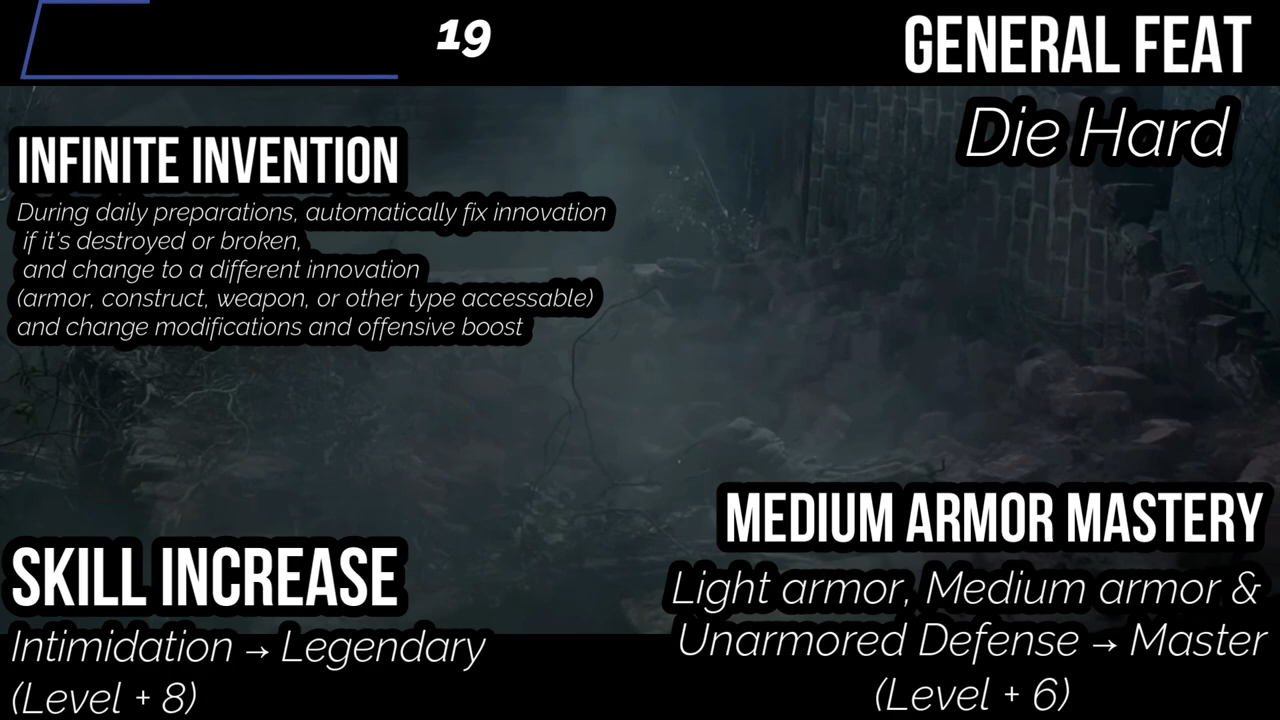 19
GENERAL FEAT
Die Hard
INFINITE INVENTION
During daily preparations, automatically fix innovation
if it's destroyed or broken,
and change to a different innovation
(armor, construct, weapon, or other type accessable)
and change modifications and offensive boost
MEDIUM ARMOR MASTERY
Light armor, Medium armor &
Unarmored Defense → Master
(Level + 6)
SKILL INCREASE
Intimidation → Legendary
(Level + 8)